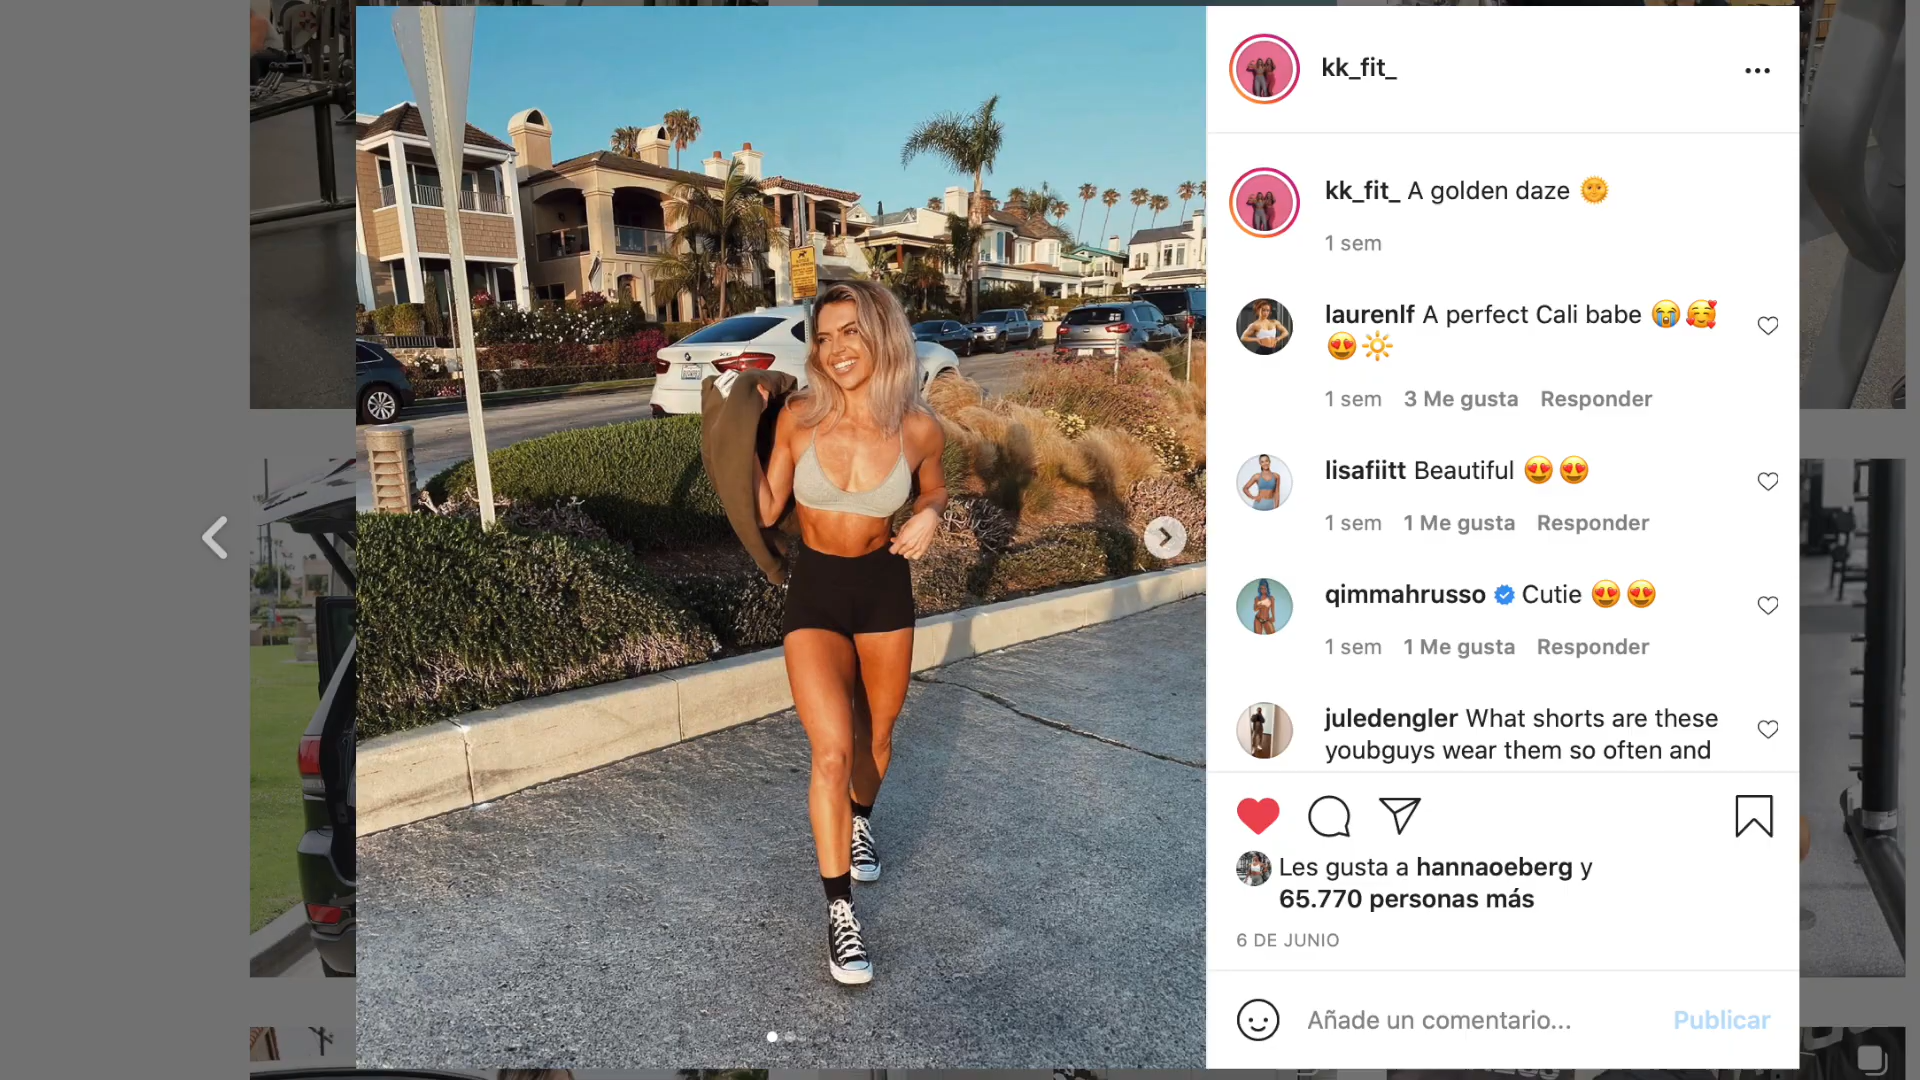 kk_fit_
kk_fit_ A golden daze 🌞
1 sem
laurenlf A perfect Cali babe 😭🥰
😍☀️
1 sem 3 Me gusta Responder
lisafiitt Beautiful 😍😍
1 sem 1 Me gusta Responder
qimmahrusso Cutie 😍😍
1 sem 1 Me gusta Responder
juledengler What shorts are these
youbguys wear them so often and
Les gusta a hannaoeberg y
65.770 personas más
6 DE JUNIO
Añade un comentario... Publicar